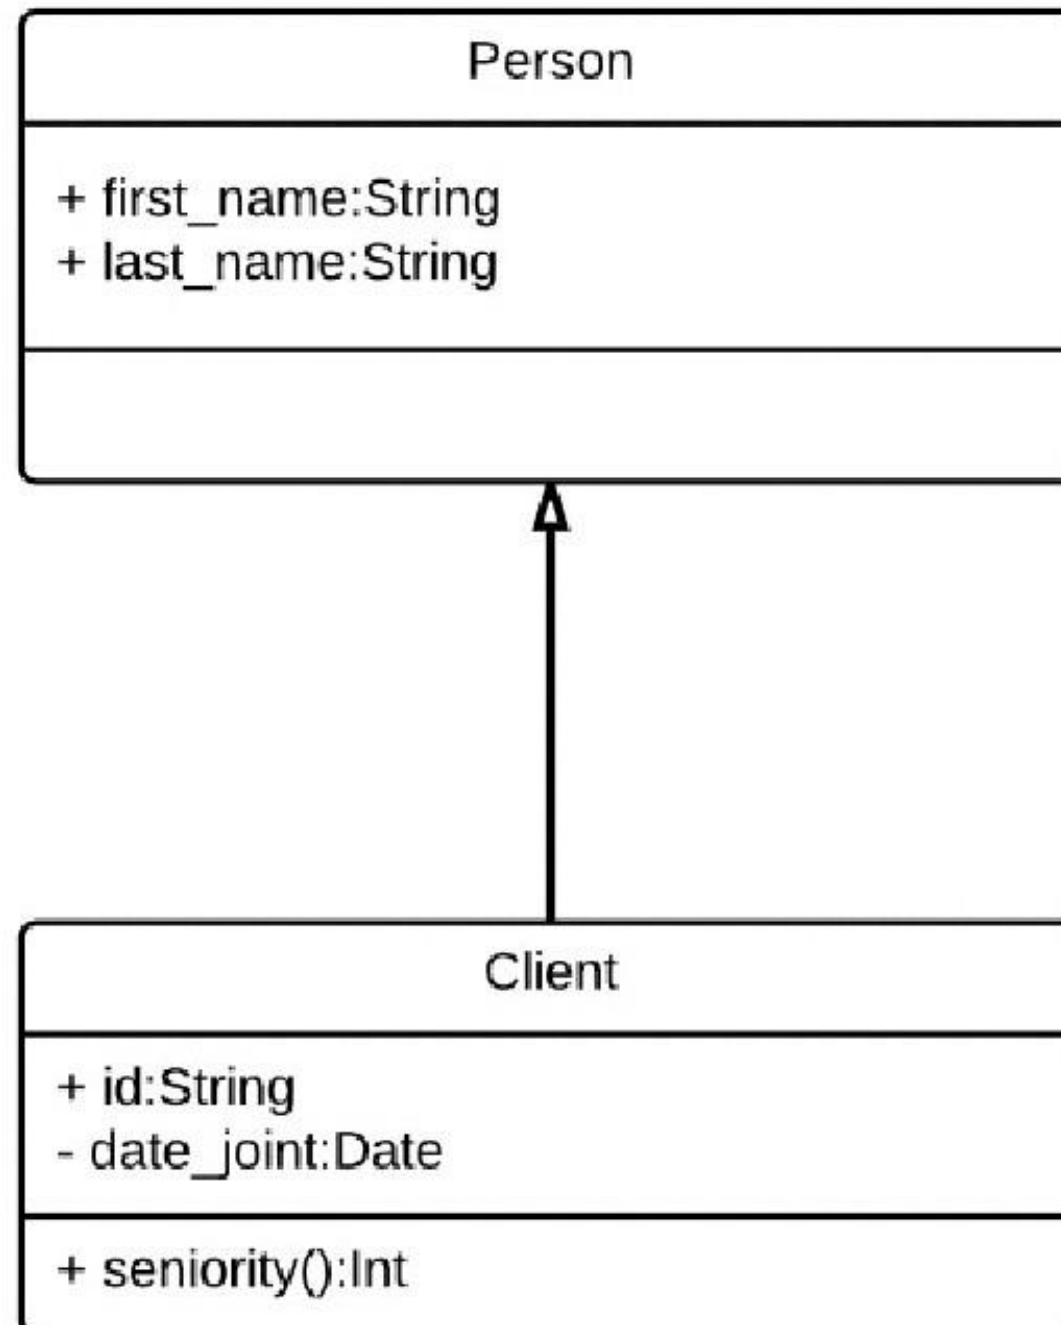 Person
+ first_name:String
+ last_name:String
Client
+ id:String
- date_joint:Date
+ seniority():Int